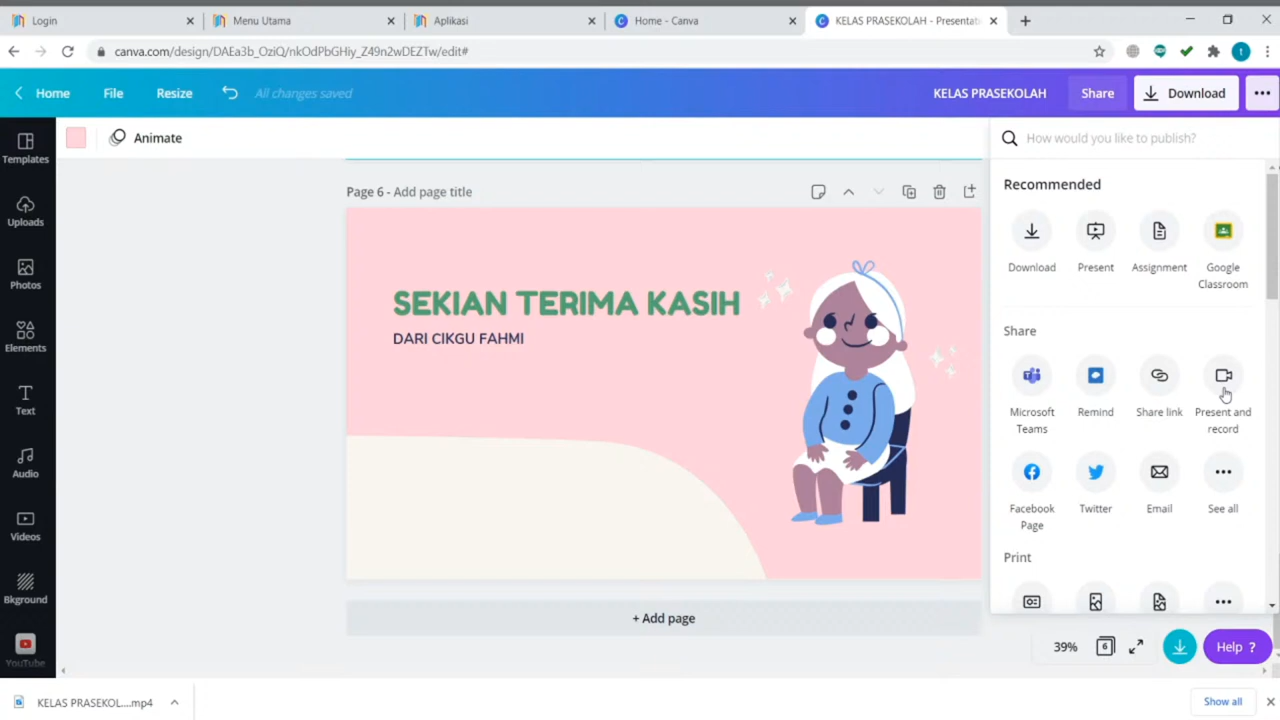 Login
Menu Utama
Aplikasi
Home - Canva
KELAS PRASEKOLAH - Presentati
canva.com/design/DAEa3b_OziQ/nkOdPbGHiy_Z49n2wDEZTw/edit#
Home
File
Resize
All changes saved
KELAS PRASEKOLAH
Share
Download
Templates
Uploads
Photos
Elements
Text
Audio
Videos
Bkground
YouTube
Animate
Page 6 - Add page title
SEKIAN TERIMA KASIH
DARI CIKGU FAHMI
+ Add page
How would you like to publish?
Recommended
Download
Present
Assignment
Google
Classroom
Share
Microsoft
Teams
Remind
Share link
Present and
record
Facebook
Page
Twitter
Email
See all
Print
39%
6
Help ?
KELAS PRASEKOL....mp4
Show all